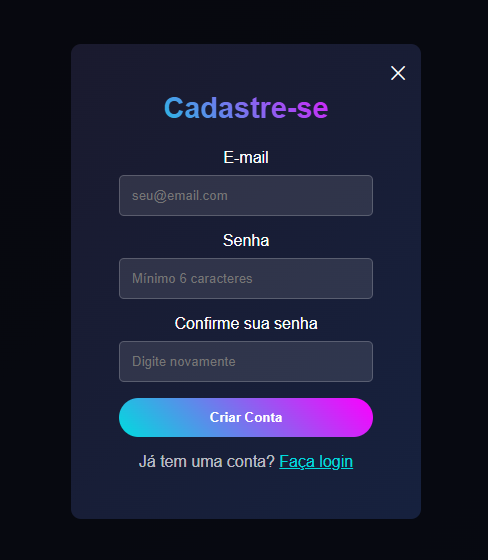 Cadastre-se
E-mail
seu@email.com
Senha
Mínimo 6 caracteres
Confirme sua senha
Digite novamente
Criar Conta
Já tem uma conta? Faça login